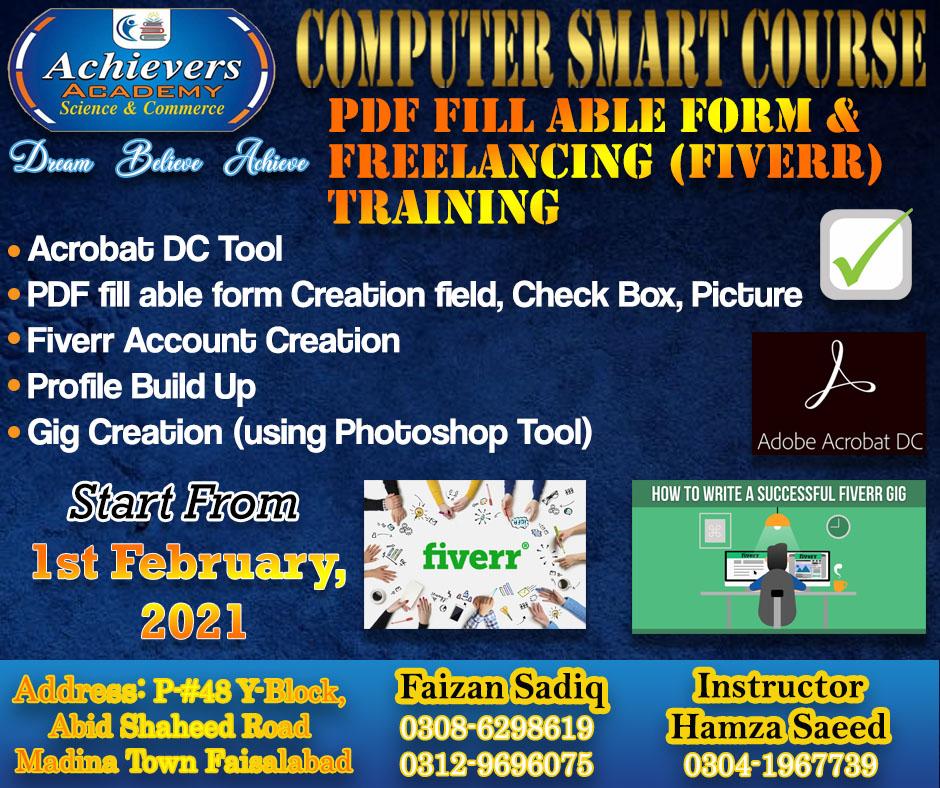 Achievers
ACADEMY
Science & Commerce
Dream Believe Achieve
COMPUTER SMART COURSE
PDF FILL ABLE FORM &
FREELANCING (FIVERR)
TRAINING
• Acrobat DC Tool
• PDF fill able form Creation field, Check Box, Picture
• Fiverr Account Creation
• Profile Build Up
• Gig Creation (using Photoshop Tool)
Adobe Acrobat DC
Start From
1st February,
2021
fiverr®
HOW TO WRITE A SUCCESSFUL FIVERR GIG
fiverr fiverr
Address: P-#48 Y-Block,
Abid Shaheed Road
Madina Town Faisalabad
Faizan Sadiq
0308-6298619
0312-9696075
Instructor
Hamza Saeed
0304-1967739